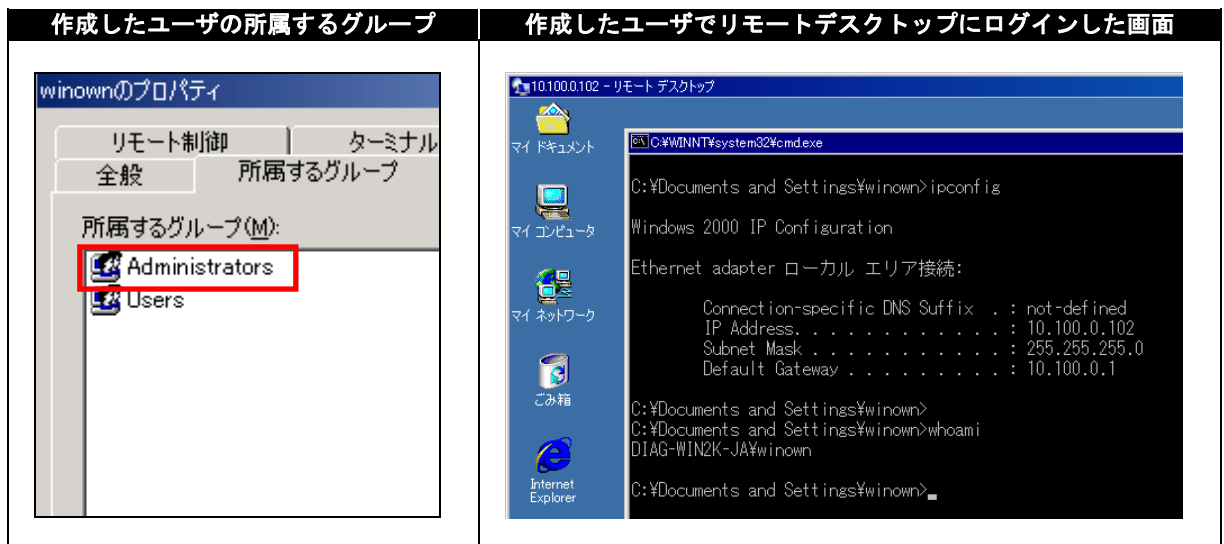 作成したユーザの所属するグループ
作成したユーザでリモートデスクトップにログインした画面
winownのプロパティ
リモート制御
ターミナル
全般
所属するグループ
所属するグループ(M):
Administrators
Users
10.100.0.102 - リモート デスクトップ
マイ ドキュメント
マイ コンピュータ
マイ ネットワーク
ごみ箱
Internet
Explorer
C:¥WINNT¥system32¥cmd.exe
C:¥Documents and Settings¥winown>ipconfig
Windows 2000 IP Configuration
Ethernet adapter ローカル エリア接続:
Connection-specific DNS Suffix . : not-defined
IP Address. . . . . . . . . . . . : 10.100.0.102
Subnet Mask . . . . . . . . . . . : 255.255.255.0
Default Gateway . . . . . . . . . : 10.100.0.1
C:¥Documents and Settings¥winown>
C:¥Documents and Settings¥winown>whoami
DIAG-WIN2K-JA¥winown
C:¥Documents and Settings¥winown>_